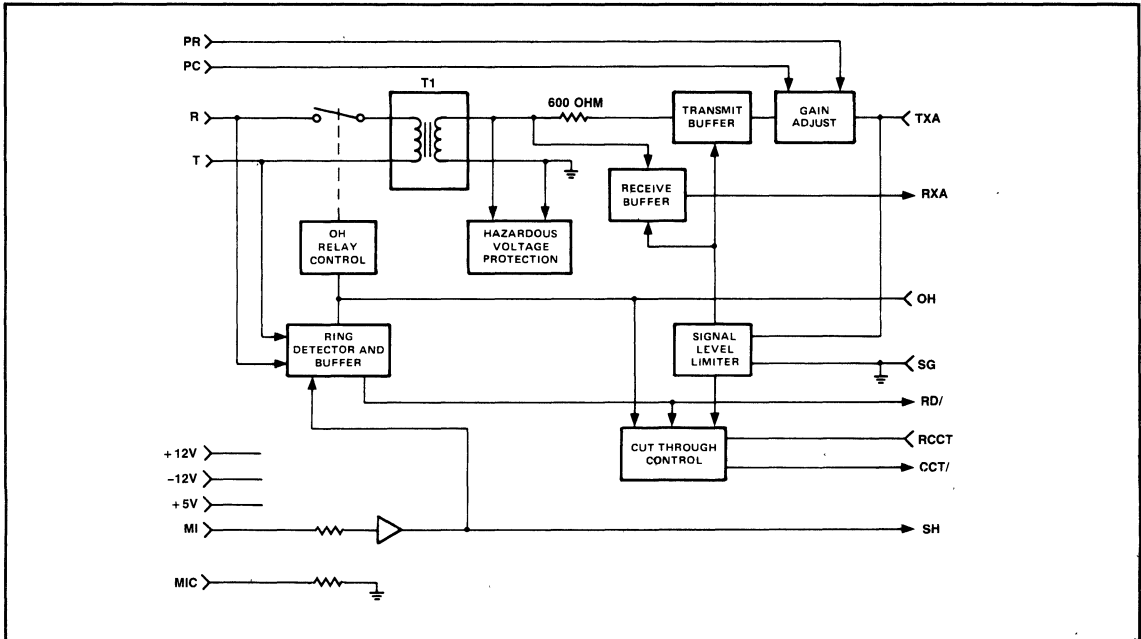 PR
PC
T1
R
600 OHM
TRANSMIT
BUFFER
GAIN
ADJUST
TXA
T
RECEIVE
BUFFER
RXA
OH
RELAY
CONTROL
HAZARDOUS
VOLTAGE
PROTECTION
OH
RING
DETECTOR AND
BUFFER
SIGNAL
LEVEL
LIMITER
SG
RD/
CUT THROUGH
CONTROL
RCCT
CCT/
+12V
-12V
+5V
MI
SH
MIC